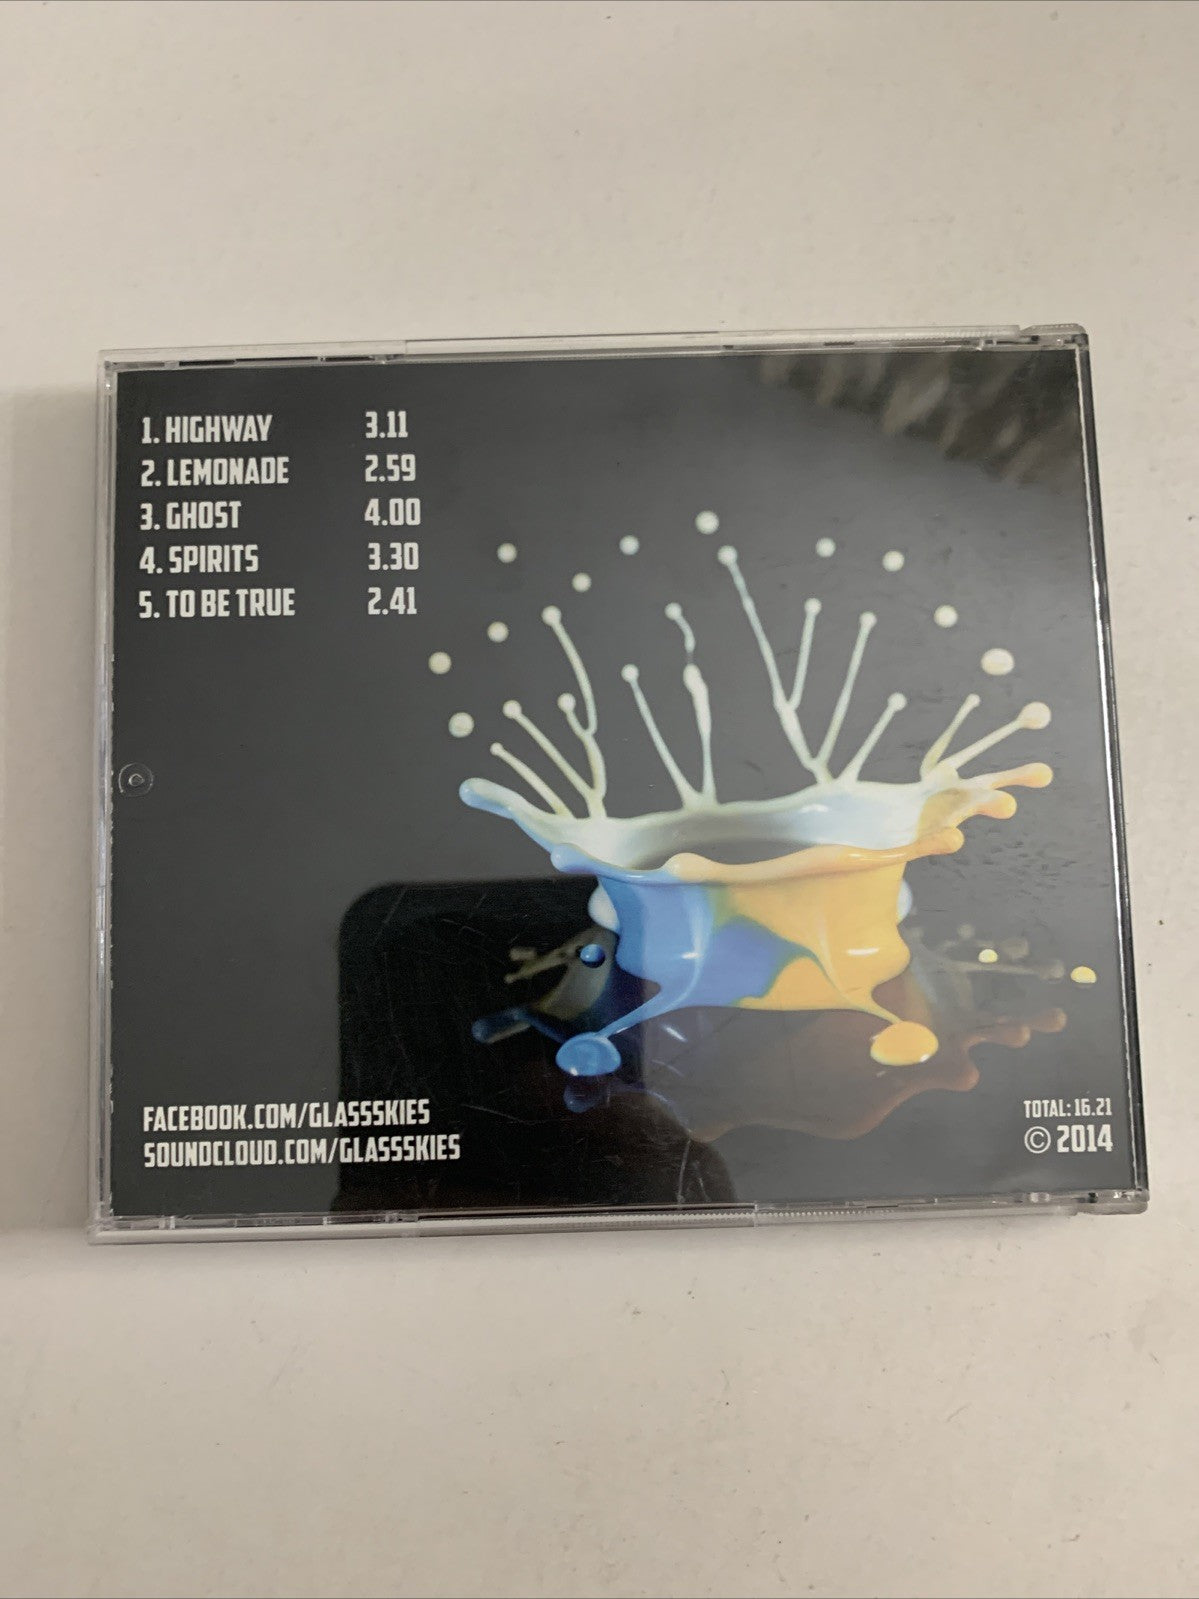 1. HIGHWAY 3.11
2. LEMONADE 2.59
3. GHOST 4.00
4. SPIRITS 3.30
5. TO BE TRUE 2.41
FACEBOOK.COM/GLASSSKIES
SOUNDCLOUD.COM/GLASSSKIES
TOTAL: 16.21
© 2014